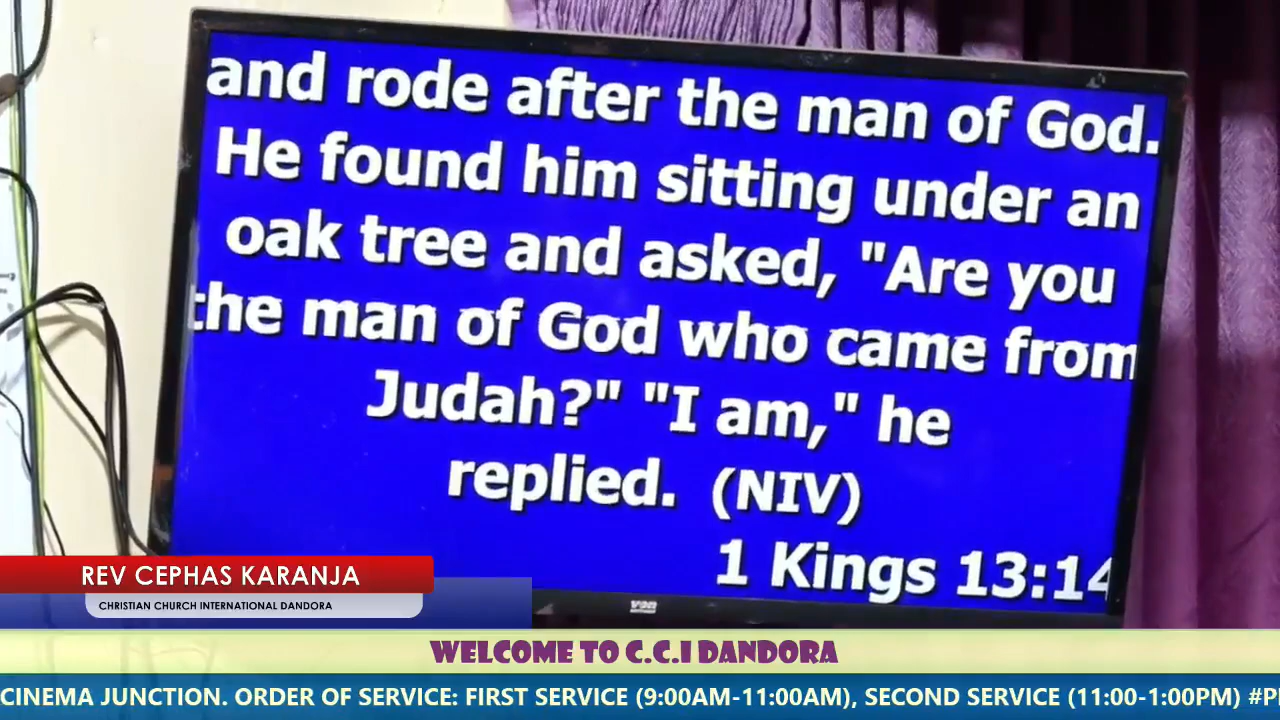 and rode after the man of God.
He found him sitting under an
oak tree and asked, "Are you
the man of God who came from
Judah?" "I am," he
replied. (NIV)
1 Kings 13:14
REV CEPHAS KARANJA
CHRISTIAN CHURCH INTERNATIONAL DANDORA
WELCOME TO C.C.I DANDORA
CINEMA JUNCTION. ORDER OF SERVICE: FIRST SERVICE (9:00AM-11:00AM), SECOND SERVICE (11:00-1:00PM)